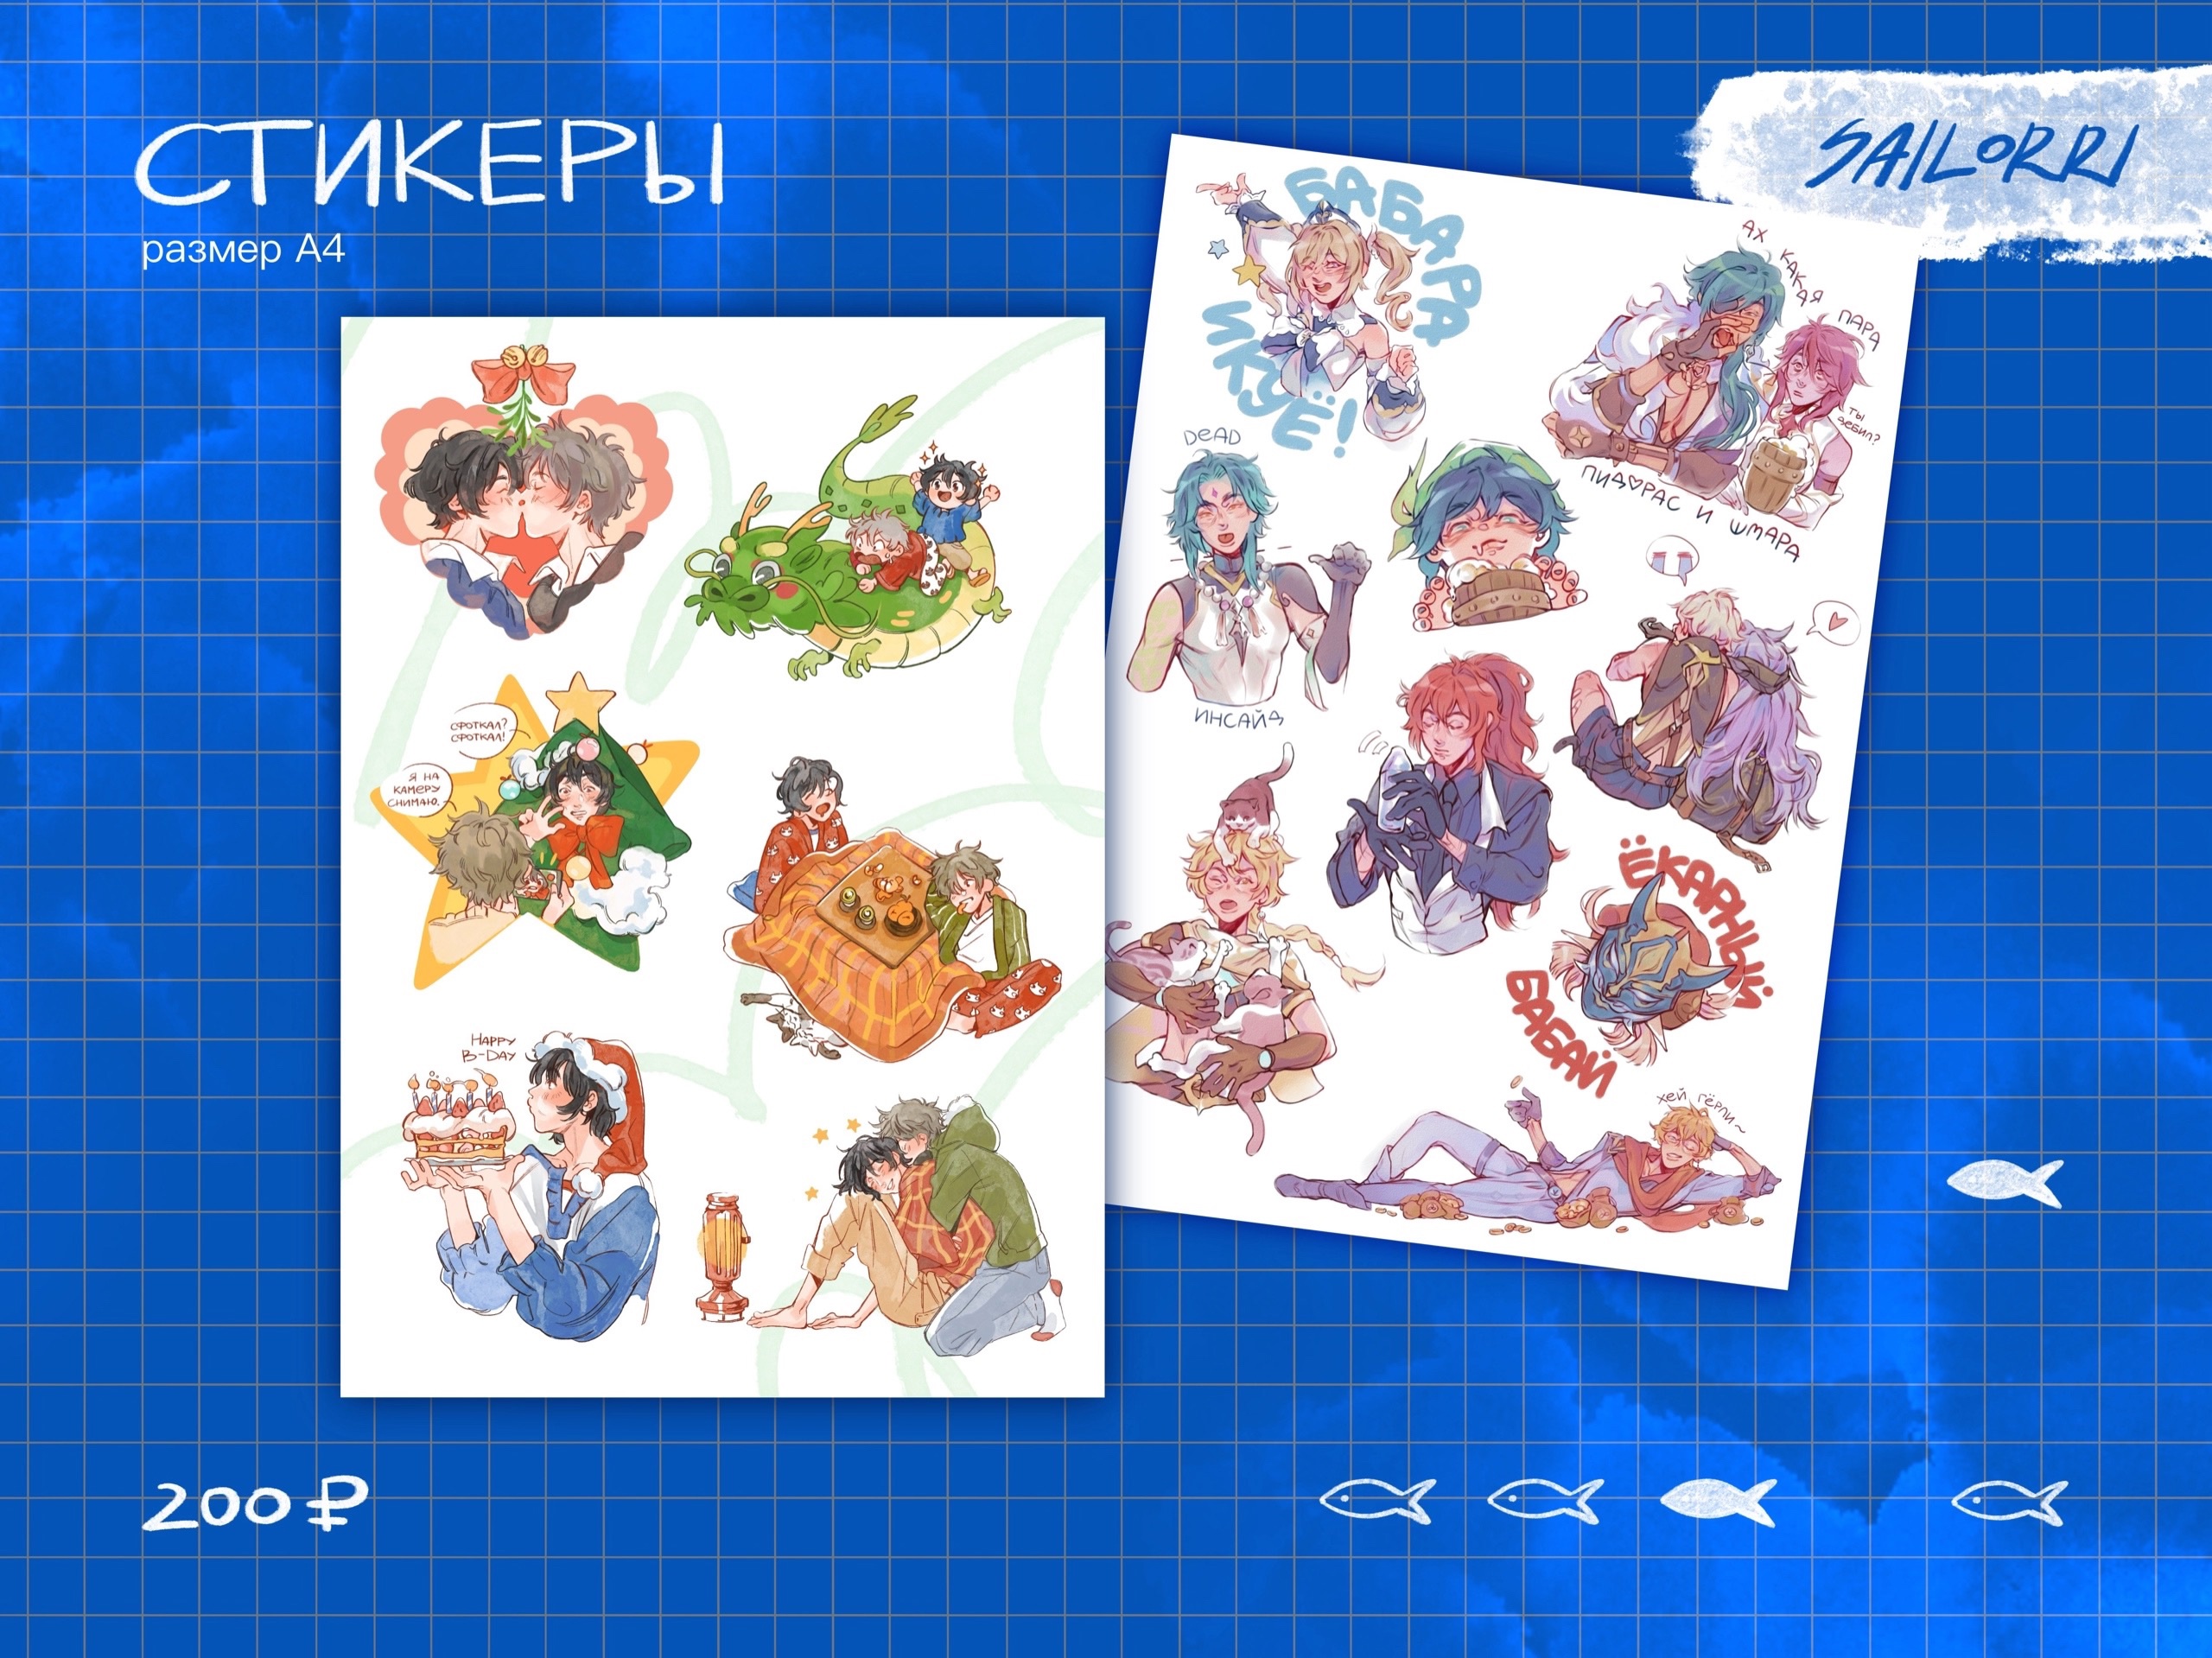 СТИКЕРЫ
размер А4
SAILORRI
СФОТКАЛ?
СФОТКАЛ!
Я НА
КАМЕРУ
СНИМАЮ.
HAPPY
B-DAY
БАБАРА
ИКУЁ!
АХ КАКАЯ ПАРА
ТЫ
ДЕБИЛ?
ПИДОРАС И ШМАРА
DEAD
ИНСАЙД
ЁКАРНЫЙ
БАБАЙ
ХЕЙ ГЁРЛИ~
200 ₽